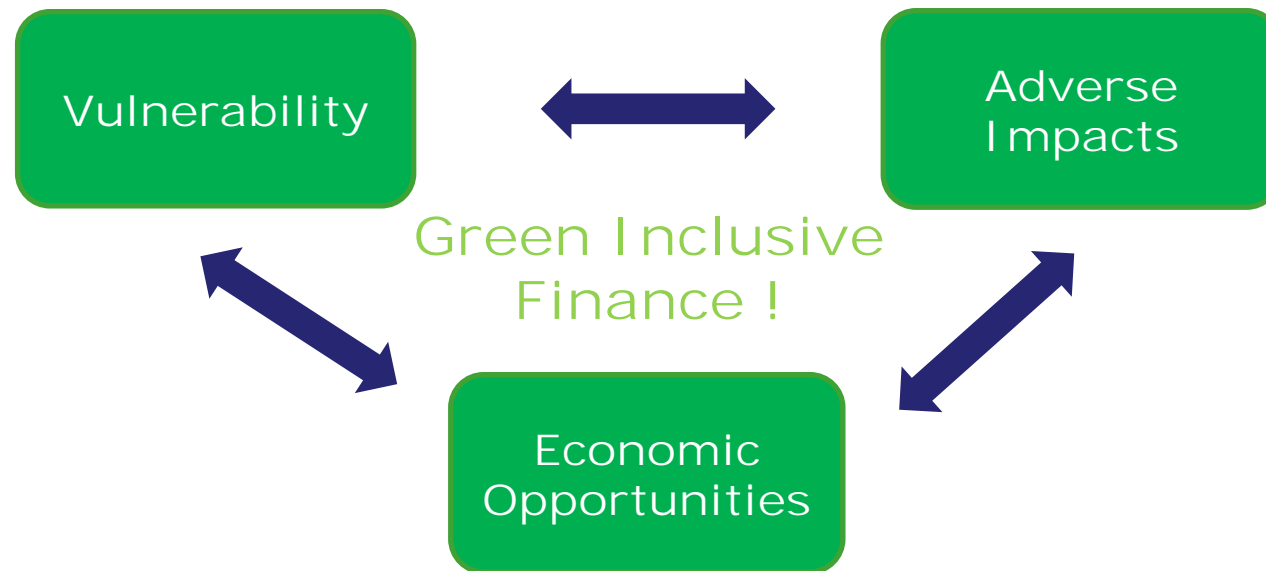 Vulnerability
Adverse
Impacts
Green Inclusive
Finance !
Economic
Opportunities